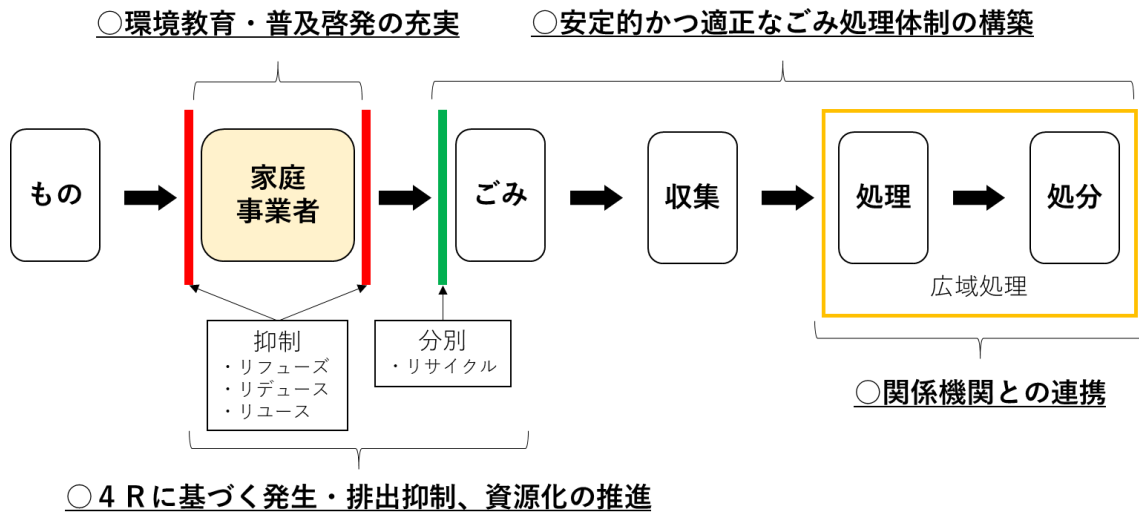 ○環境教育・普及啓発の充実
○安定的かつ適正なごみ処理体制の構築
もの
家庭
事業者
ごみ
収集
処理
処分
広域処理
抑制
・リフューズ
・リデュース
・リユース
分別
・リサイクル
○関係機関との連携
○４Ｒに基づく発生・排出抑制、資源化の推進